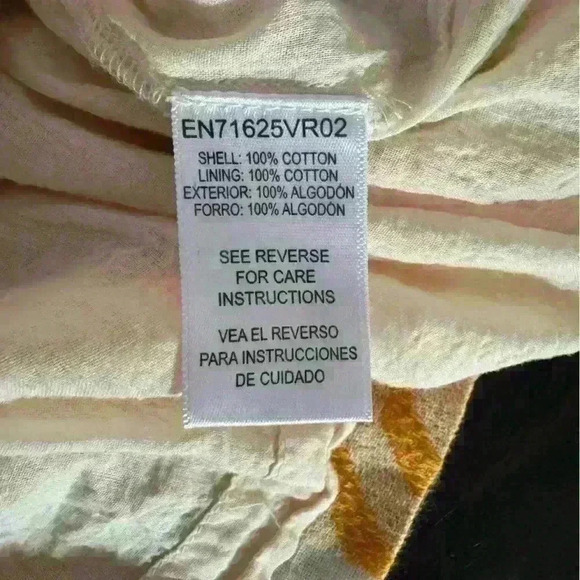 EN71625VR02
SHELL: 100% COTTON
LINING: 100% COTTON
EXTERIOR: 100% ALGODÓN
FORRO: 100% ALGODÓN
SEE REVERSE
FOR CARE
INSTRUCTIONS
VEA EL REVERSO
PARA INSTRUCCIONES
DE CUIDADO